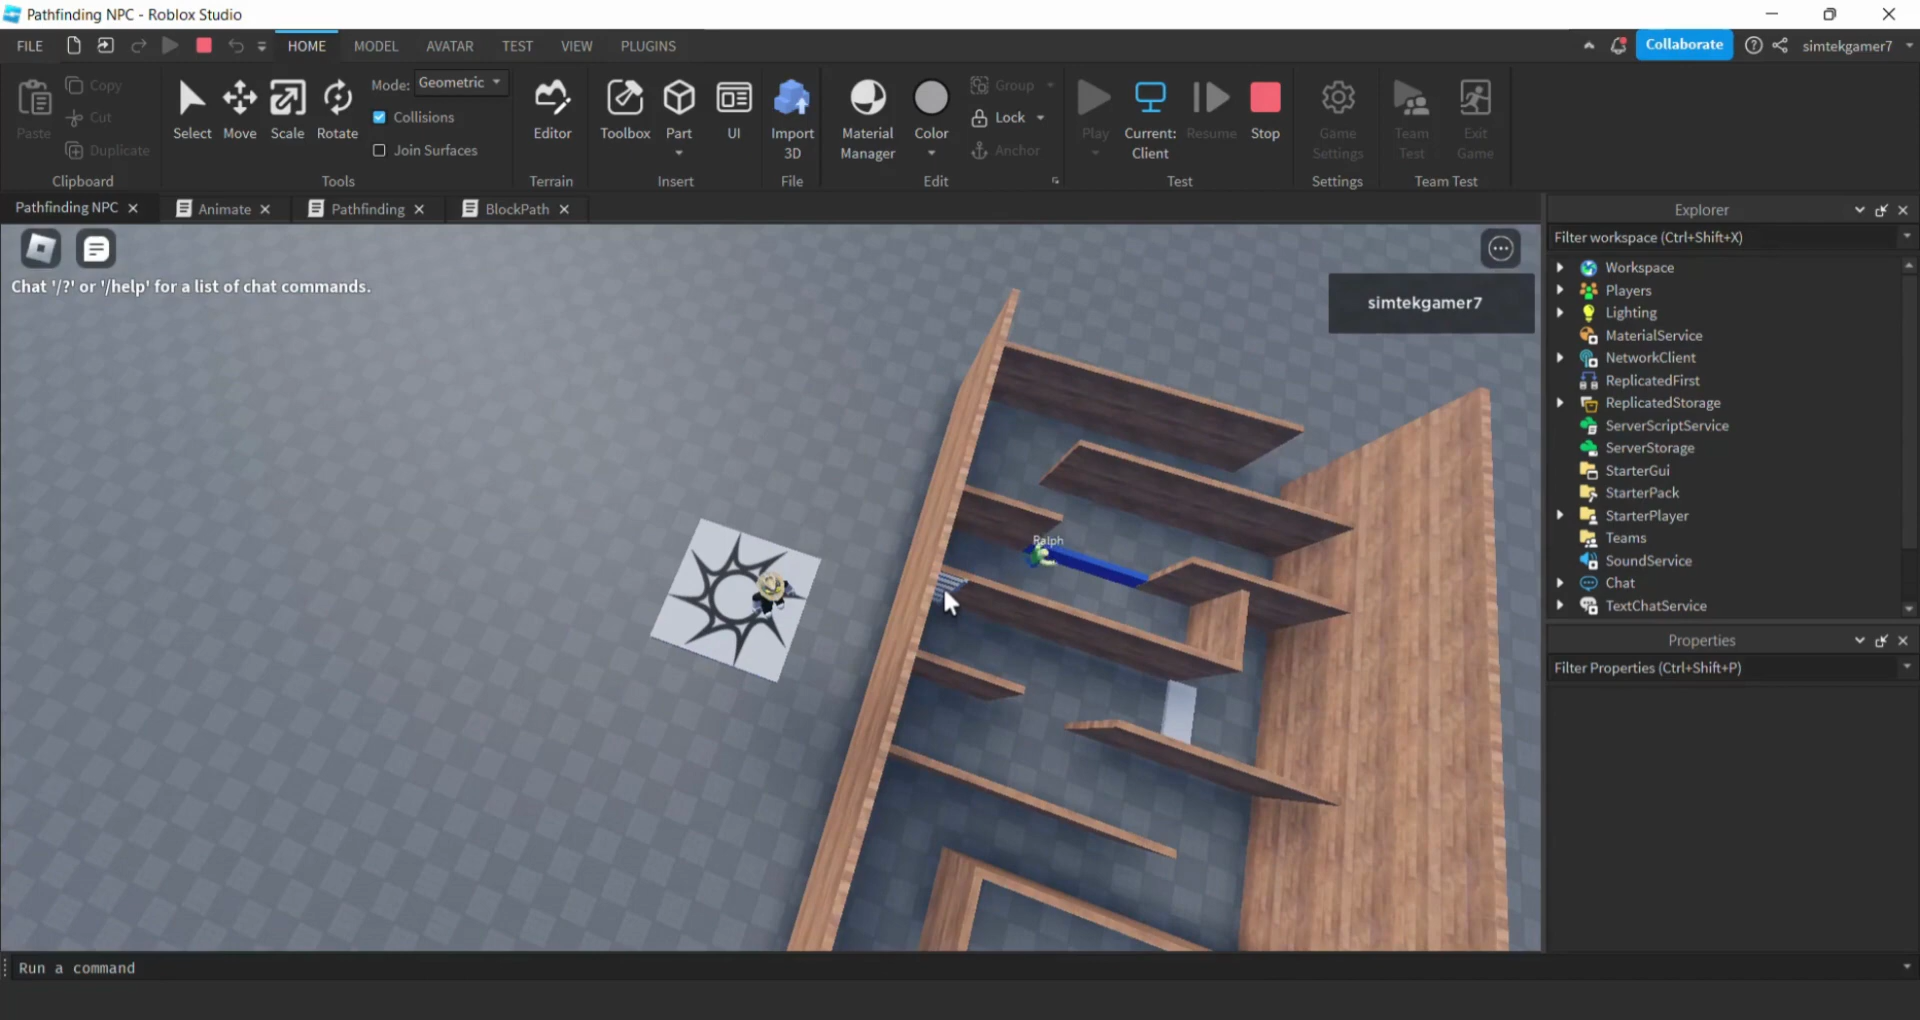 Pathfinding NPC - Roblox Studio
FILE
HOME
MODEL
AVATAR
TEST
VIEW
PLUGINS
Collaborate
simtekgamer7
Paste
Copy
Cut
Duplicate
Clipboard
Select
Move
Scale
Rotate
Mode: Geometric
Collisions
Join Surfaces
Tools
Editor
Terrain
Toolbox
Part
UI
Insert
Import 3D
File
Material Manager
Color
Group
Lock
Anchor
Edit
Play
Current: Client
Resume
Stop
Test
Game Settings
Settings
Team Test
Exit Game
Team Test
Pathfinding NPC
Animate
Pathfinding
BlockPath
Chat '/?' or '/help' for a list of chat commands.
simtekgamer7
Ralph
Explorer
Filter workspace (Ctrl+Shift+X)
Workspace
Players
Lighting
MaterialService
NetworkClient
ReplicatedFirst
ReplicatedStorage
ServerScriptService
ServerStorage
StarterGui
StarterPack
StarterPlayer
Teams
SoundService
Chat
TextChatService
Properties
Filter Properties (Ctrl+Shift+P)
Run a command